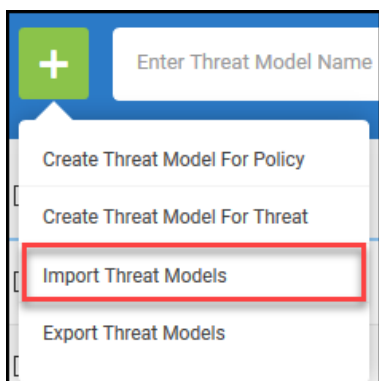 Enter Threat Model Name
Create Threat Model For Policy
Create Threat Model For Threat
Import Threat Models
Export Threat Models